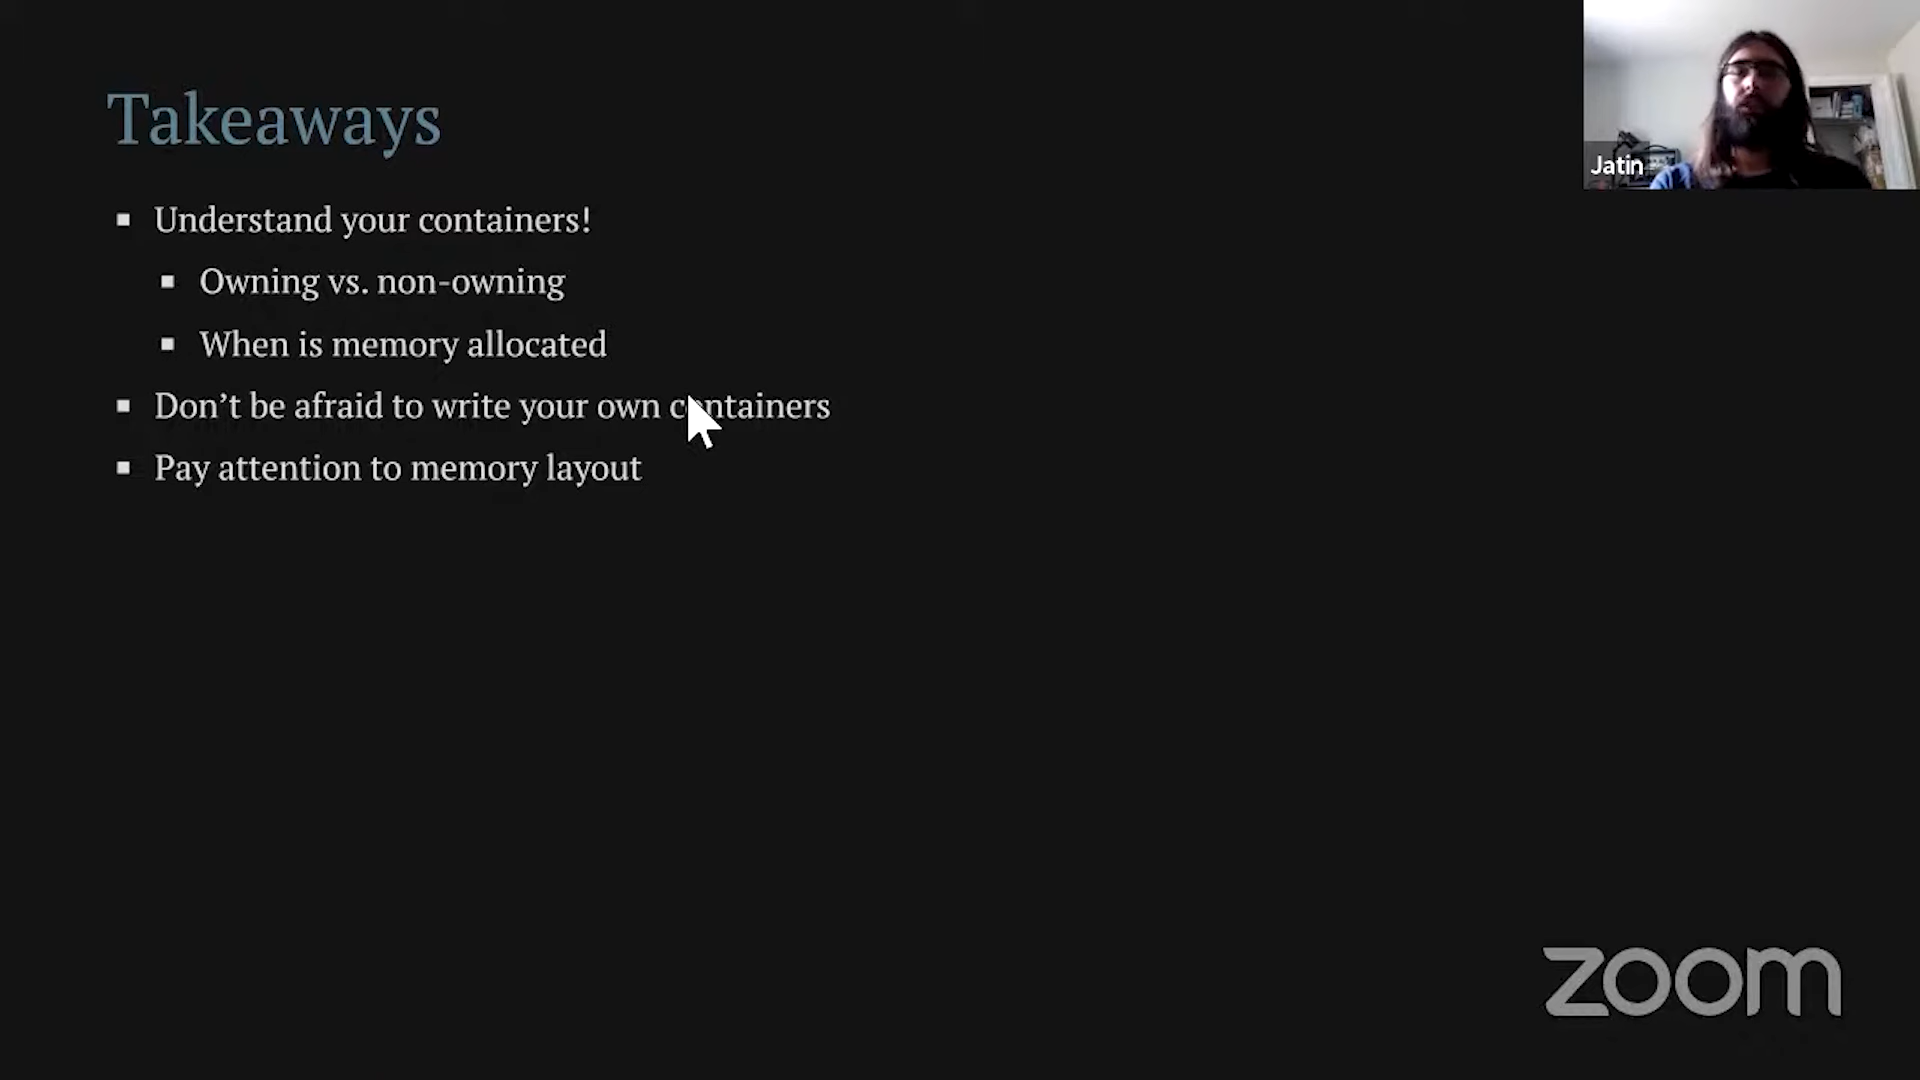 Takeaways
Jatin
Understand your containers!
Owning vs. non-owning
When is memory allocated
Don’t be afraid to write your own containers
Pay attention to memory layout
zoom